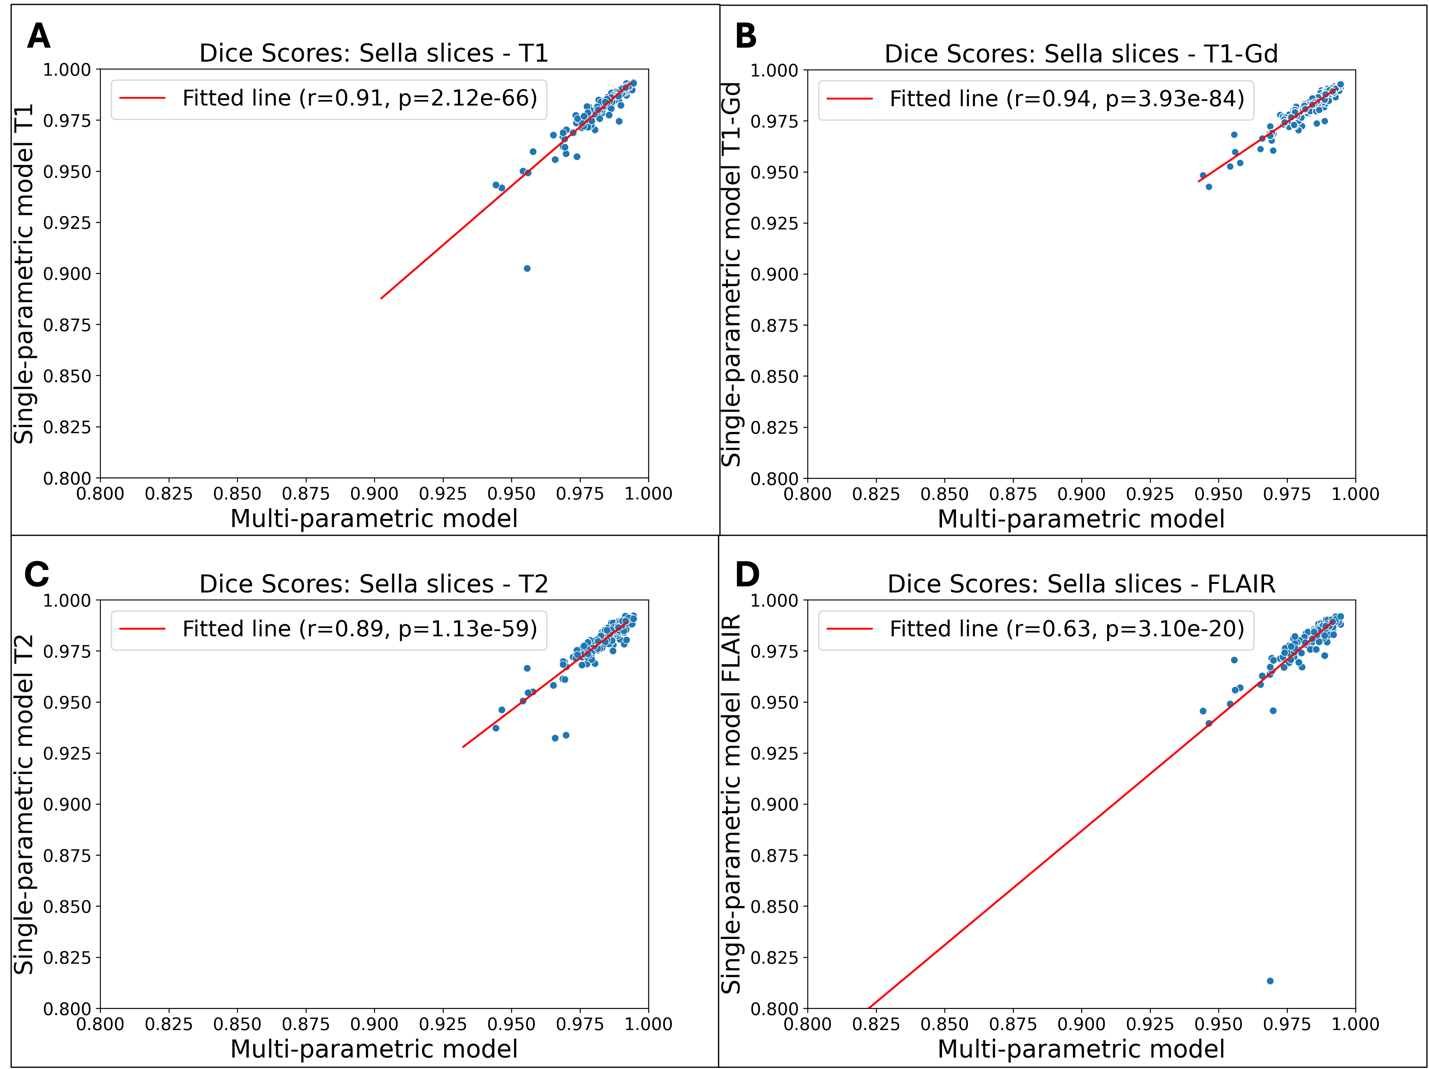 A
Dice Scores: Sella slices - T1
Fitted line (r=0.91, p=2.12e-66)
Single-parametric model T1
1.000
0.975
0.950
0.925
0.900
0.875
0.850
0.825
0.800
0.800 0.825 0.850 0.875 0.900 0.925 0.950 0.975 1.000
Multi-parametric model
B
Dice Scores: Sella slices - T1-Gd
Fitted line (r=0.94, p=3.93e-84)
Single-parametric model T1-Gd
1.000
0.975
0.950
0.925
0.900
0.875
0.850
0.825
0.800
0.800 0.825 0.850 0.875 0.900 0.925 0.950 0.975 1.000
Multi-parametric model
C
Dice Scores: Sella slices - T2
Fitted line (r=0.89, p=1.13e-59)
Single-parametric model T2
1.000
0.975
0.950
0.925
0.900
0.875
0.850
0.825
0.800
0.800 0.825 0.850 0.875 0.900 0.925 0.950 0.975 1.000
Multi-parametric model
D
Dice Scores: Sella slices - FLAIR
Fitted line (r=0.63, p=3.10e-20)
Single-parametric model FLAIR
1.000
0.975
0.950
0.925
0.900
0.875
0.850
0.825
0.800
0.800 0.825 0.850 0.875 0.900 0.925 0.950 0.975 1.000
Multi-parametric model